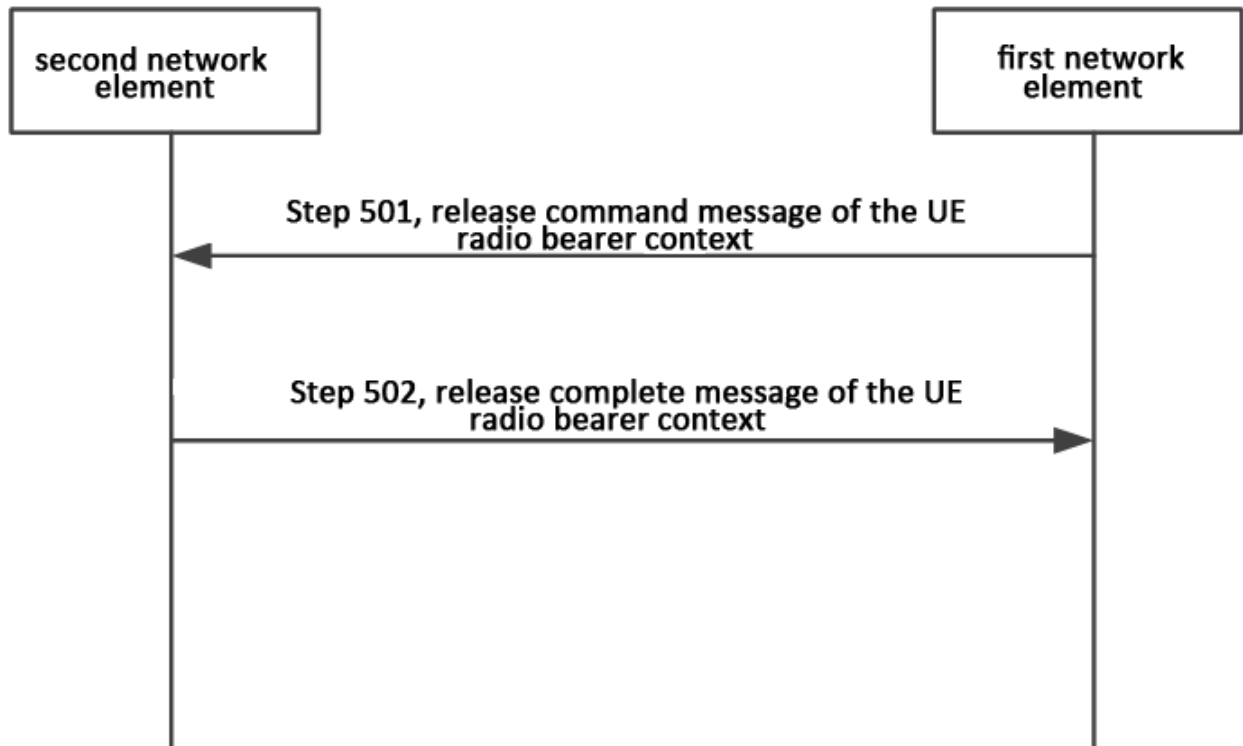 second network
element
first network
element
Step 501, release command message of the UE
radio bearer context
Step 502, release complete message of the UE
radio bearer context